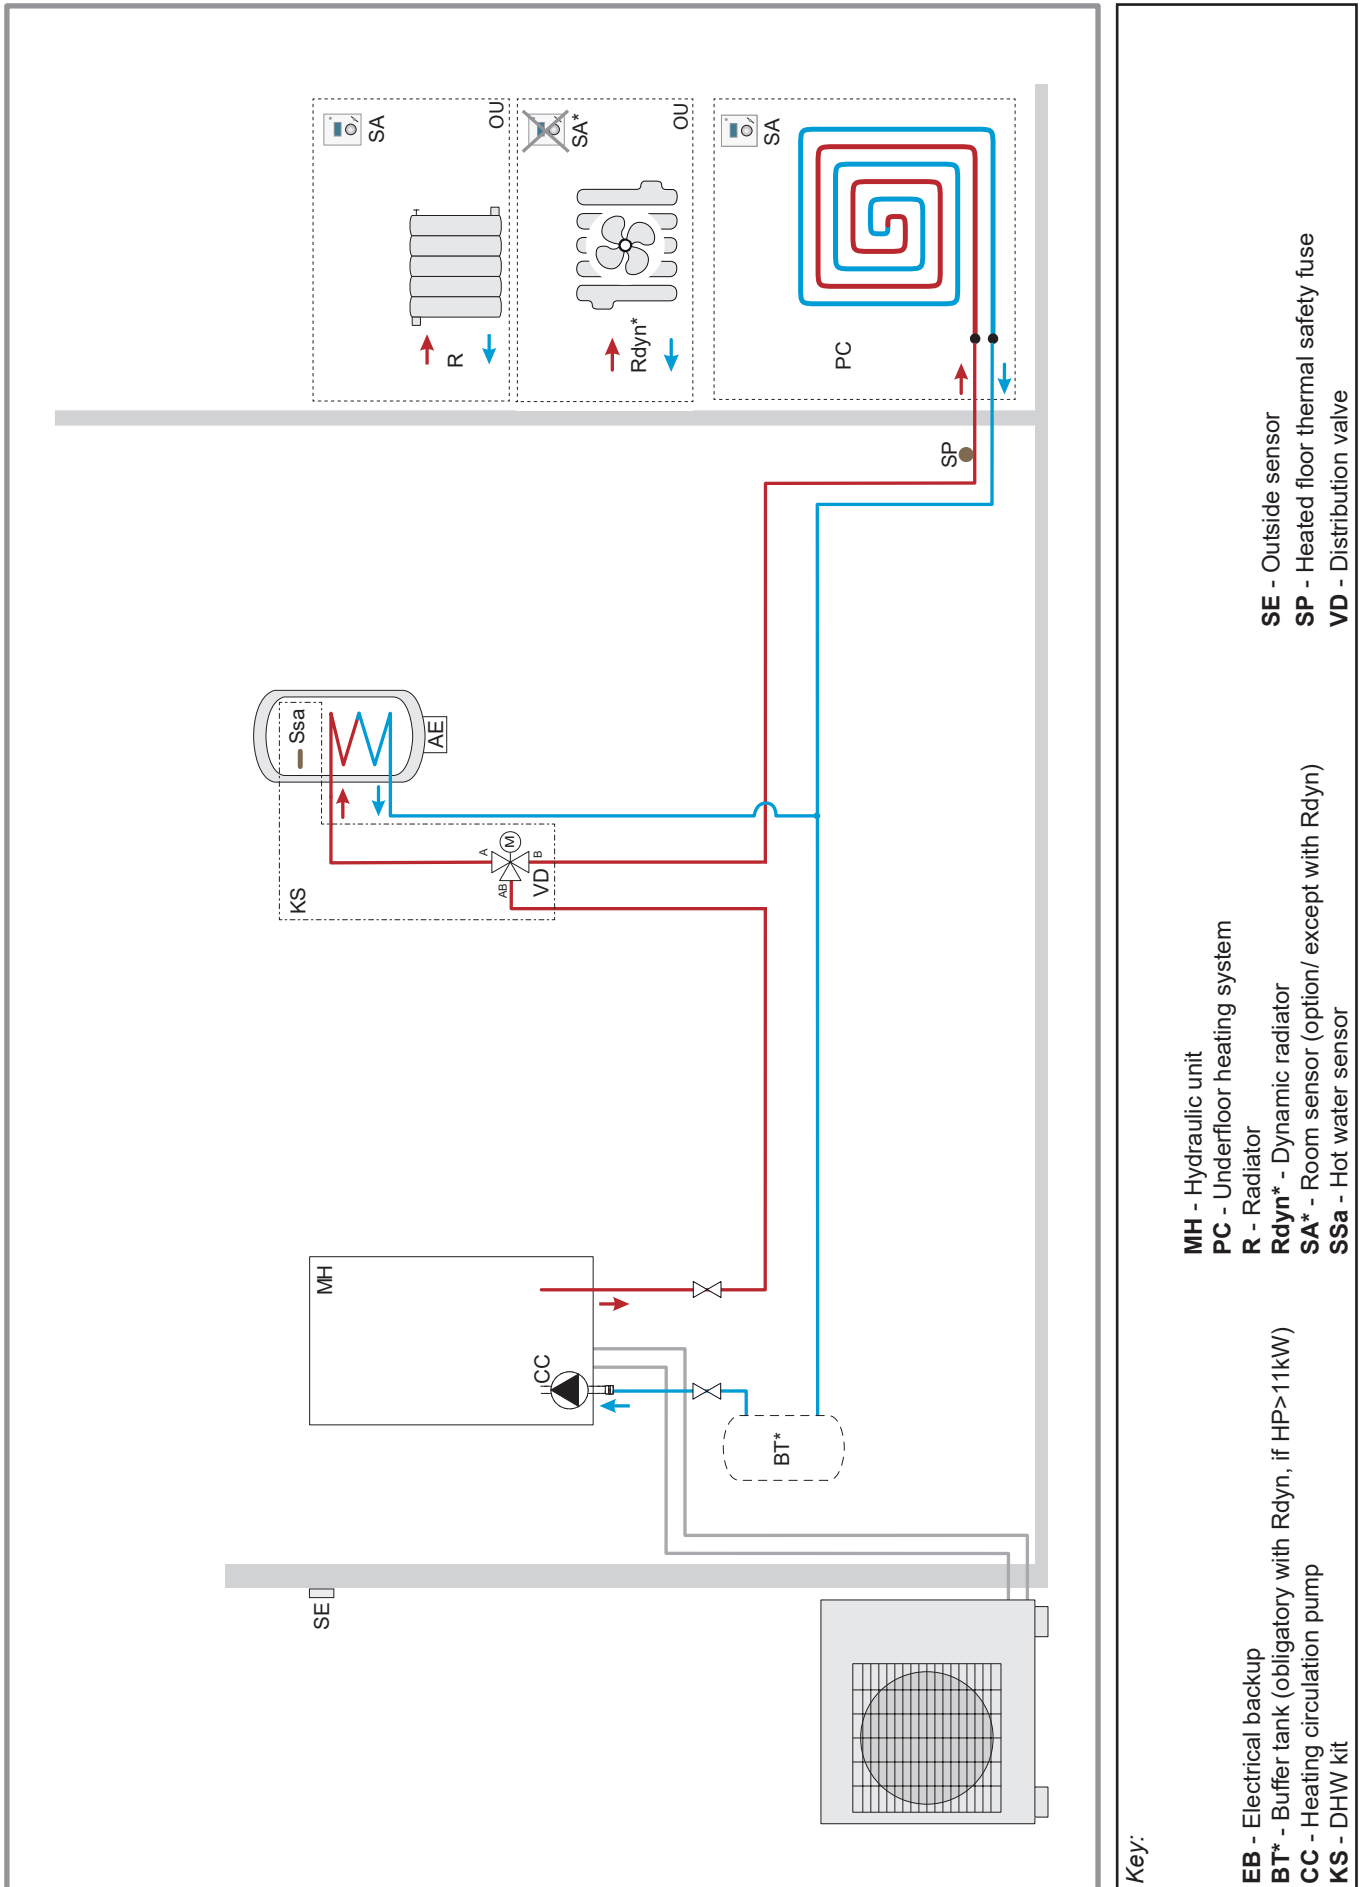 SE
MH
CC
BT*
KS
Ssa
AE
A
M
AB
B
VD
SP
SA
R
OU
SA*
Rdyn*
OU
SA
PC
Key:
EB - Electrical backup
BT* - Buffer tank (obligatory with Rdyn, if HP>11kW)
CC - Heating circulation pump
KS - DHW kit
MH - Hydraulic unit
PC - Underfloor heating system
R - Radiator
Rdyn* - Dynamic radiator
SA* - Room sensor (option/ except with Rdyn)
SSa - Hot water sensor
SE - Outside sensor
SP - Heated floor thermal safety fuse
VD - Distribution valve